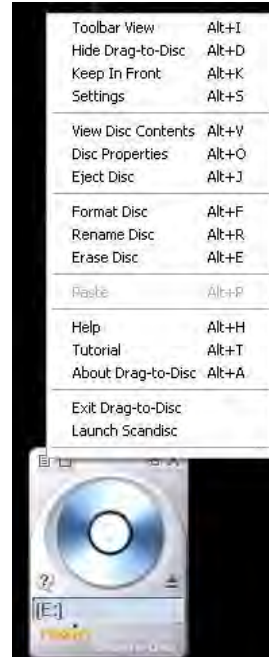 Toolbar View Alt+I
Hide Drag-to-Disc Alt+D
Keep In Front Alt+K
Settings Alt+S
View Disc Contents Alt+V
Disc Properties Alt+O
Eject Disc Alt+J
Format Disc Alt+F
Rename Disc Alt+R
Erase Disc Alt+E
Paste Alt+P
Help Alt+H
Tutorial Alt+T
About Drag-to-Disc Alt+A
Exit Drag-to-Disc
Launch Scandisc
?
[E:]